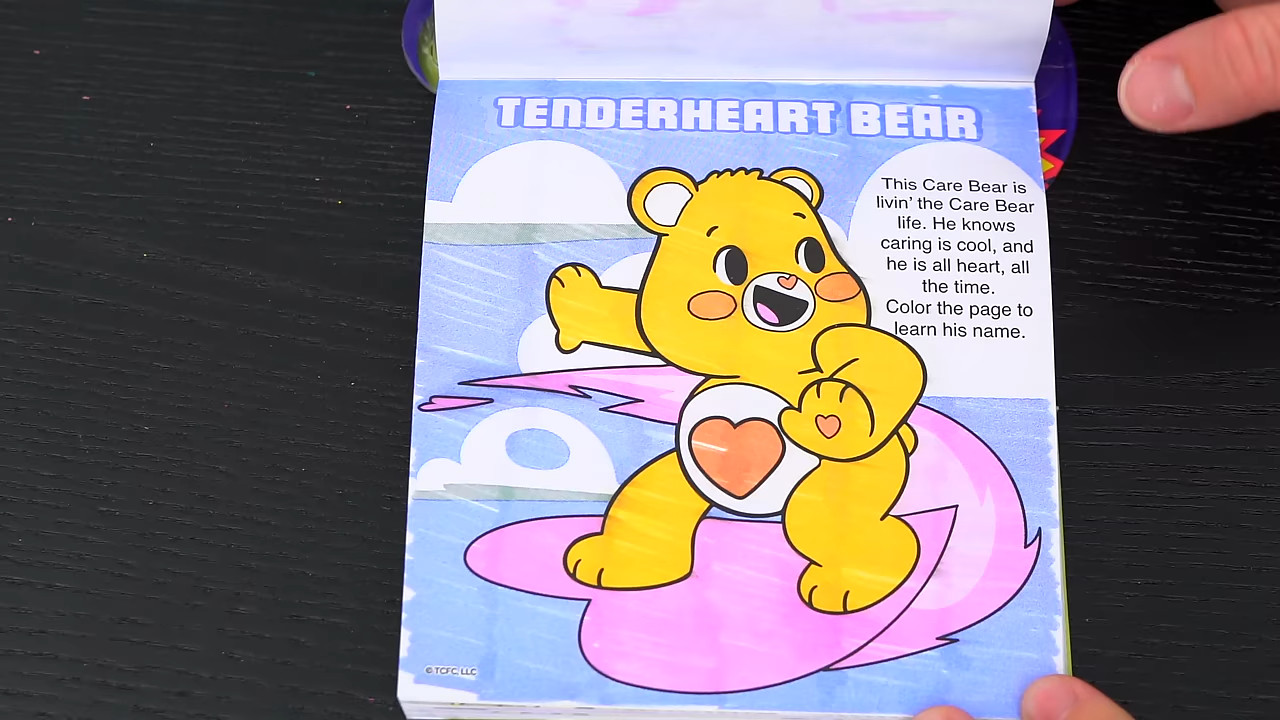 TENDERHEART BEAR
This Care Bear is
livin' the Care Bear
life. He knows
caring is cool, and
he is all heart, all
the time.
Color the page to
learn his name.
© TCFC, LLC